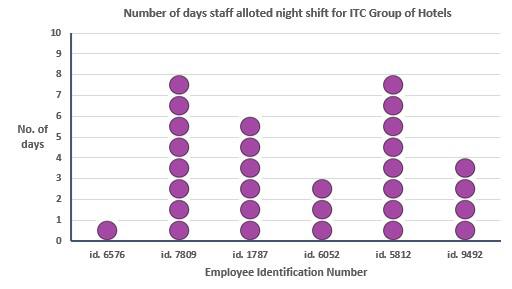 Number of days staff alloted night shift for ITC Group of Hotels
10
9
8
7
6
5
4
3
2
1
0
No. of
days
id. 6576 id. 7809 id. 1787 id. 6052 id. 5812 id. 9492
Employee Identification Number